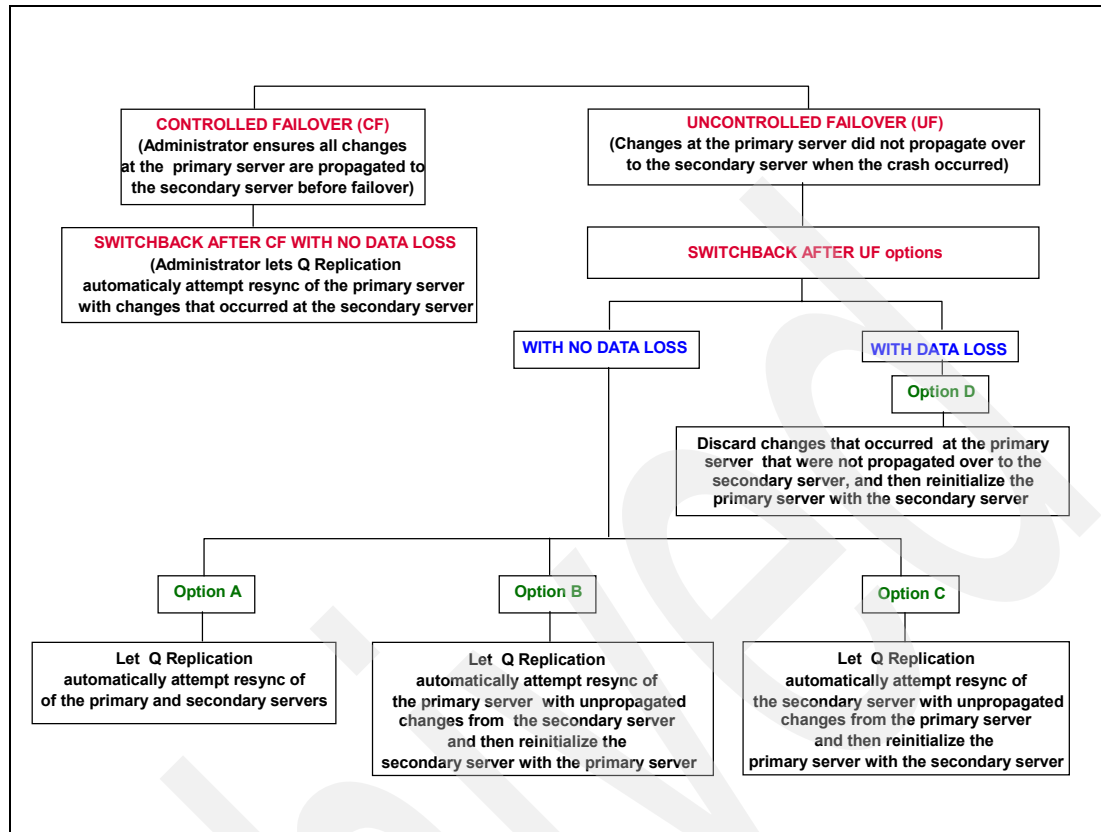 CONTROLLED FAILOVER (CF)
(Administrator ensures all changes
at the primary server are propagated to
the secondary server before failover)
UNCONTROLLED FAILOVER (UF)
(Changes at the primary server did not propagate over
to the secondary server when the crash occurred)
SWITCHBACK AFTER CF WITH NO DATA LOSS
(Administrator lets Q Replication
automaticaly attempt resync of the primary server
with changes that occurred at the secondary server
SWITCHBACK AFTER UF options
WITH NO DATA LOSS
WITH DATA LOSS
Option D
Discard changes that occurred at the primary
server that were not propagated over to the
secondary server, and then reinitialize the
primary server with the secondary server
Option A
Let Q Replication
automatically attempt resync of
of the primary and secondary servers
Option B
Let Q Replication
automatically attempt resync of
the primary server with unpropagated
changes from the secondary server
and then reinitialize the
secondary server with the primary server
Option C
Let Q Replication
automatically attempt resync of
the secondary server with unpropagated
changes from the primary server
and then reinitialize the
primary server with the secondary server